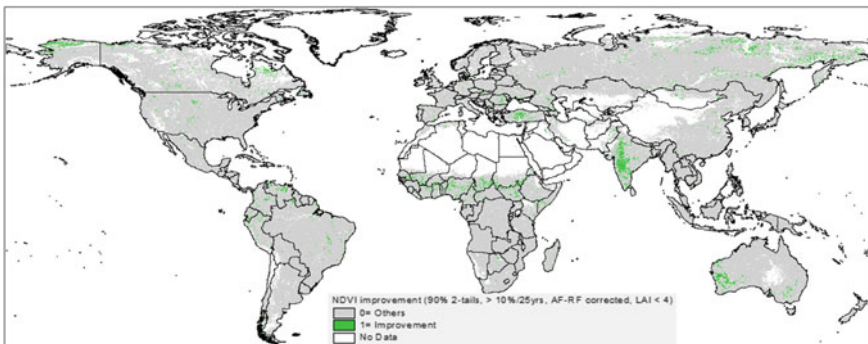 NDVI improvement (90% 2-tails, > 10%/25yrs, AF-RF corrected, LAI < 4)
0= Others
1= Improvement
No Data